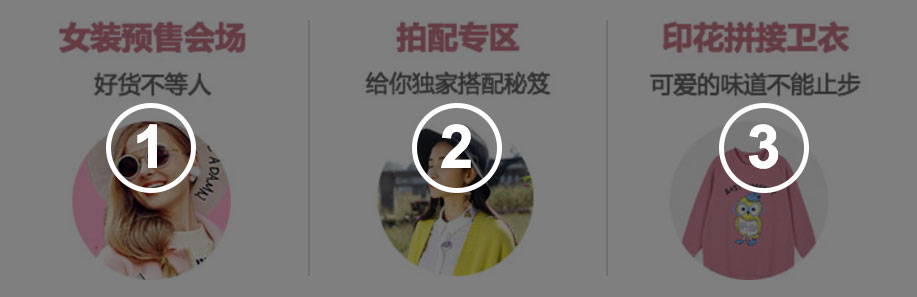 女装预售会场
好货不等人
1
拍配专区
给你独家搭配秘笈
2
印花拼接卫衣
可爱的味道不能止步
3